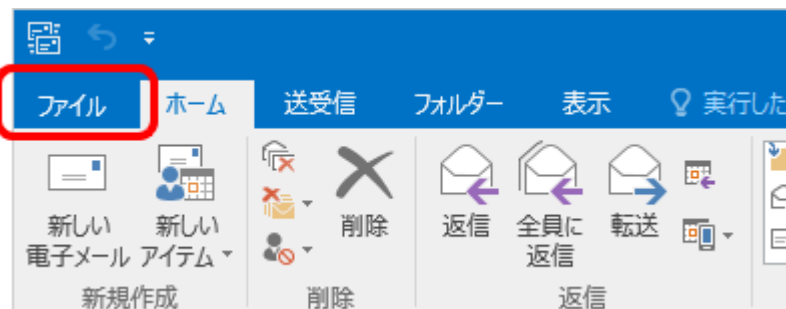 ファイル ホーム 送受信 フォルダー 表示 実行した
新しい 新しい 削除 返信 全員に 転送
電子メール アイテム 返信
新規作成 削除 返信